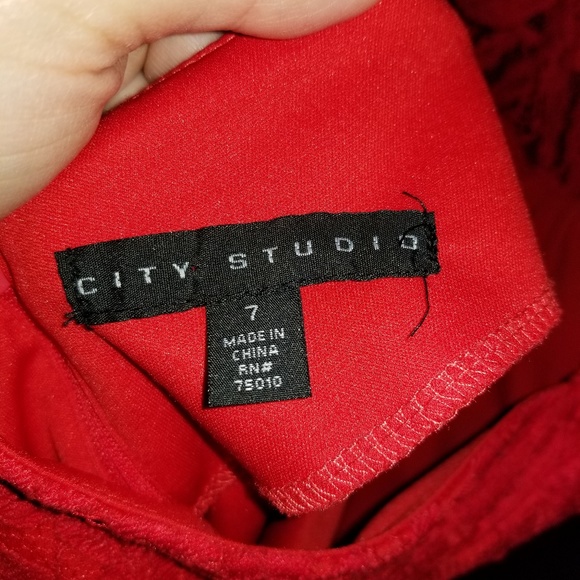 CITY STUDIO
7
MADE IN
CHINA
RN#
75010